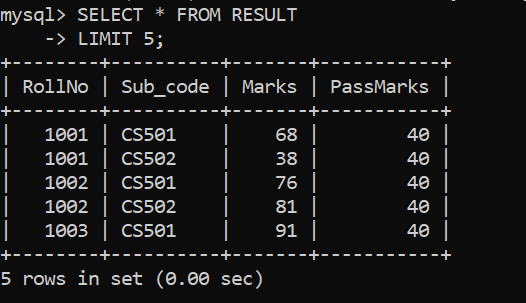 mysql> SELECT * FROM RESULT
    -> LIMIT 5;
+--------+----------+-------+-----------+
| RollNo | Sub_code | Marks | PassMarks |
+--------+----------+-------+-----------+
|   1001 | CS501    |    68 |        40 |
|   1001 | CS502    |    38 |        40 |
|   1002 | CS501    |    76 |        40 |
|   1002 | CS502    |    81 |        40 |
|   1003 | CS501    |    91 |        40 |
+--------+----------+-------+-----------+
5 rows in set (0.00 sec)